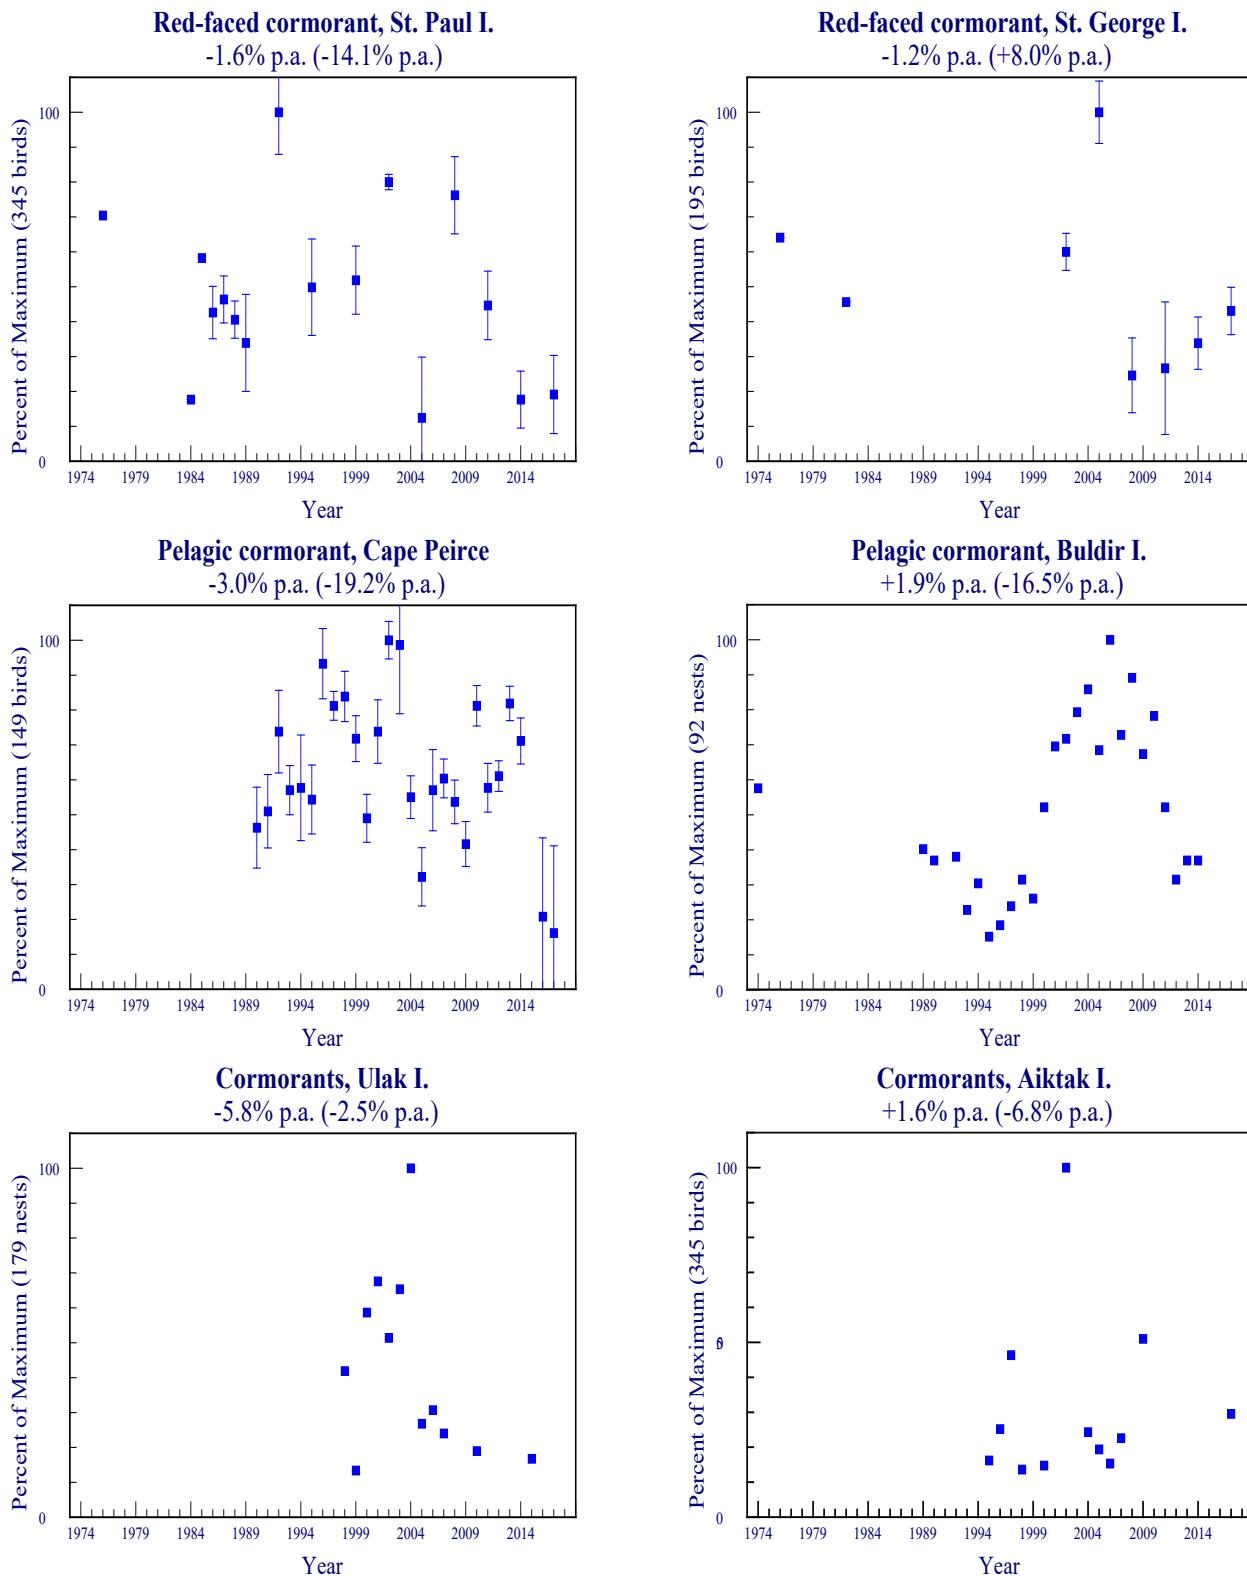 Red-faced cormorant, St. Paul I.
-1.6% p.a. (-14.1% p.a.)
Percent of Maximum (345 birds)
100
0
1974 1979 1984 1989 1994 1999 2004 2009 2014
Year
Red-faced cormorant, St. George I.
-1.2% p.a. (+8.0% p.a.)
Percent of Maximum (195 birds)
100
0
1974 1979 1984 1989 1994 1999 2004 2009 2014
Year
Pelagic cormorant, Cape Peirce
-3.0% p.a. (-19.2% p.a.)
Percent of Maximum (149 birds)
100
0
1974 1979 1984 1989 1994 1999 2004 2009 2014
Year
Pelagic cormorant, Buldir I.
+1.9% p.a. (-16.5% p.a.)
Percent of Maximum (92 nests)
100
0
1974 1979 1984 1989 1994 1999 2004 2009 2014
Year
Cormorants, Ulak I.
-5.8% p.a. (-2.5% p.a.)
Percent of Maximum (179 nests)
100
0
1974 1979 1984 1989 1994 1999 2004 2009 2014
Year
Cormorants, Aiktak I.
+1.6% p.a. (-6.8% p.a.)
Percent of Maximum (345 birds)
100
0
1974 1979 1984 1989 1994 1999 2004 2009 2014
Year